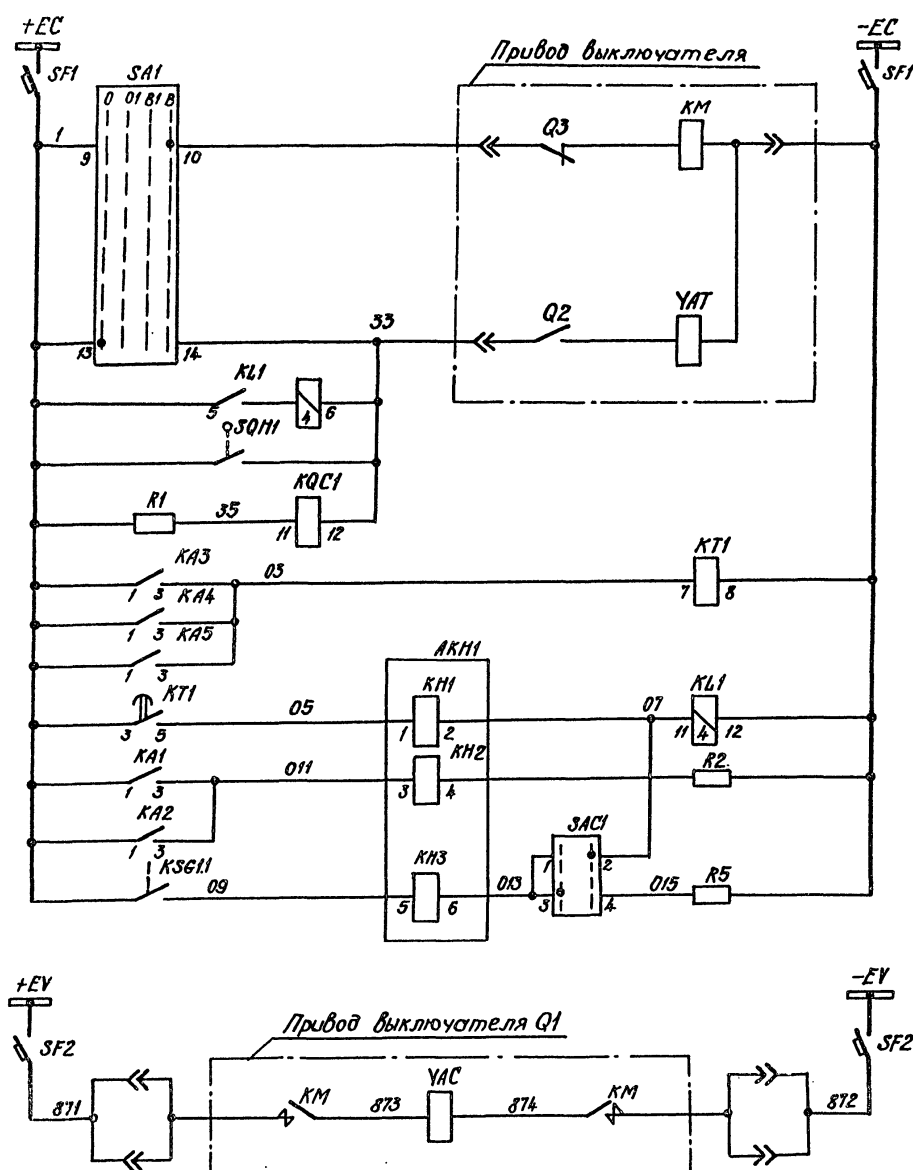 +EC
-EC
SF1
SA1
Привод выключателя
SF1
0 01 B1 B
1
9
10
Q3
KM
13
14
33
Q2
YAT
KL1
5
4
6
SQH1
R1
35
KQC1
11
12
KA3
1
3
03
KT1
7
8
KA4
1
3
KA5
1
3
AKH1
KT1
3
5
05
KH1
1
2
07
KL1
11
4
12
KA1
1
3
011
KH2
3
4
R2
KA2
1
3
SAC1
1
2
KSG1.1
09
KH3
5
6
013
3
4
015
R5
+EV
-EV
Привод выключателя Q1
SF2
SF2
871
KM
873
YAC
874
KM
872